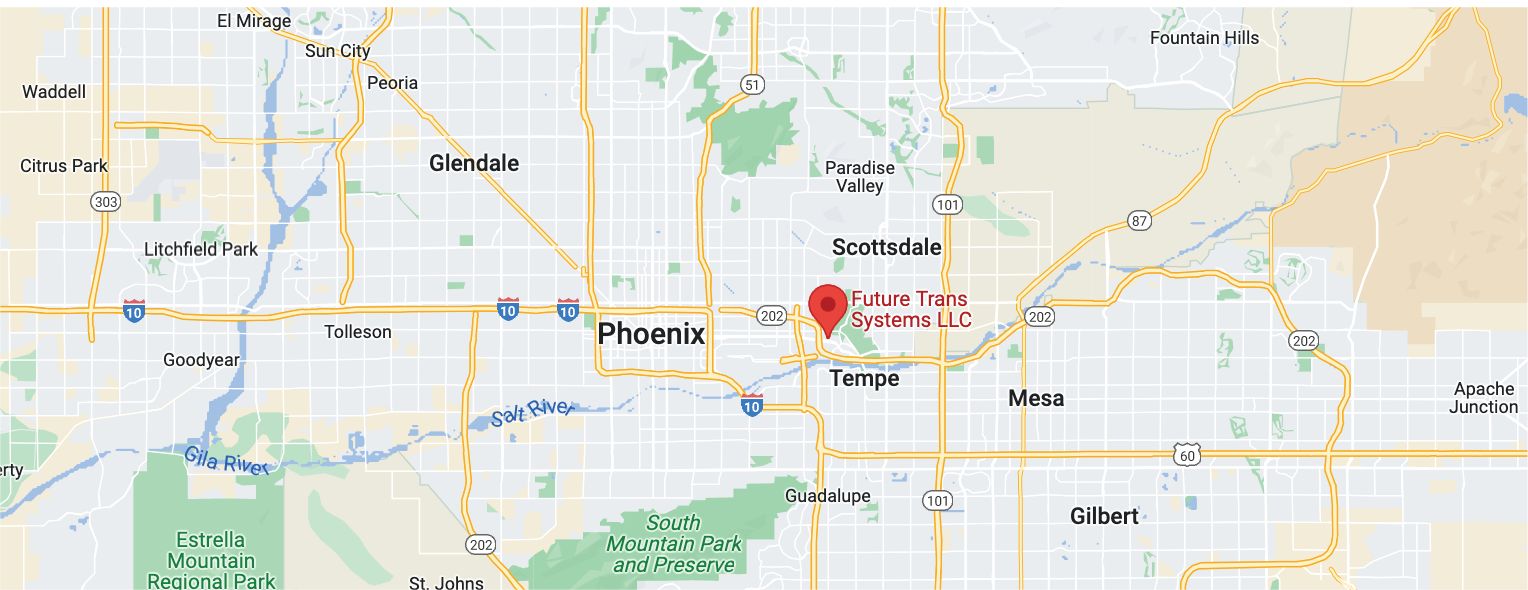 El Mirage
Sun City
Fountain Hills
Peoria
51
Waddell
Glendale
Citrus Park
Paradise
Valley
303
101
87
Litchfield Park
Scottsdale
Future Trans
Systems LLC
10
10
10
202
202
Tolleson
Phoenix
202
Goodyear
Tempe
Mesa
Apache
Junction
10
Salt River
Gila River
60
erty
Guadalupe
101
Gilbert
South
Mountain Park
and Preserve
Estrella
Mountain
Regional Park
202
St. Johns